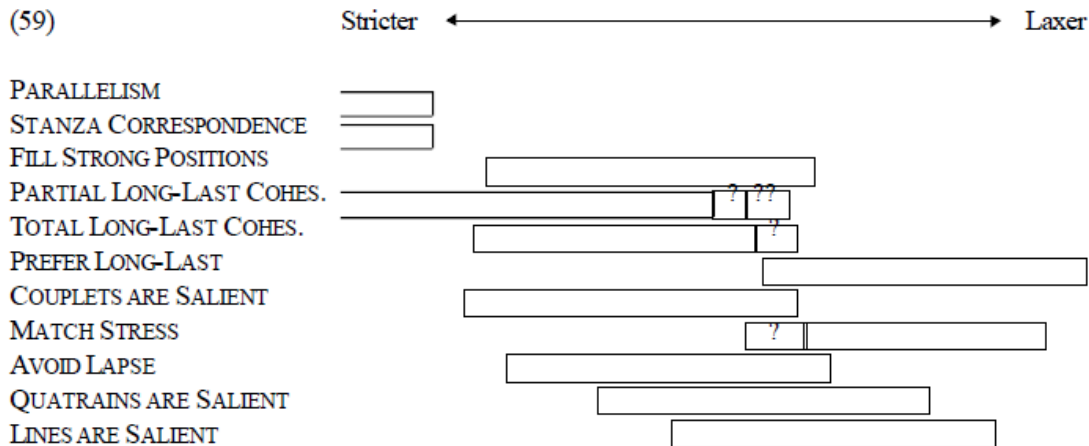 (59) Stricter Laxer
PARALLELISM
STANZA CORRESPONDENCE
FILL STRONG POSITIONS
PARTIAL LONG-LAST COHES. ? ??
TOTAL LONG-LAST COHES. ?
PREFER LONG-LAST
COUPLETS ARE SALIENT
MATCH STRESS ?
AVOID LAPSE
QUATRAINS ARE SALIENT
LINES ARE SALIENT